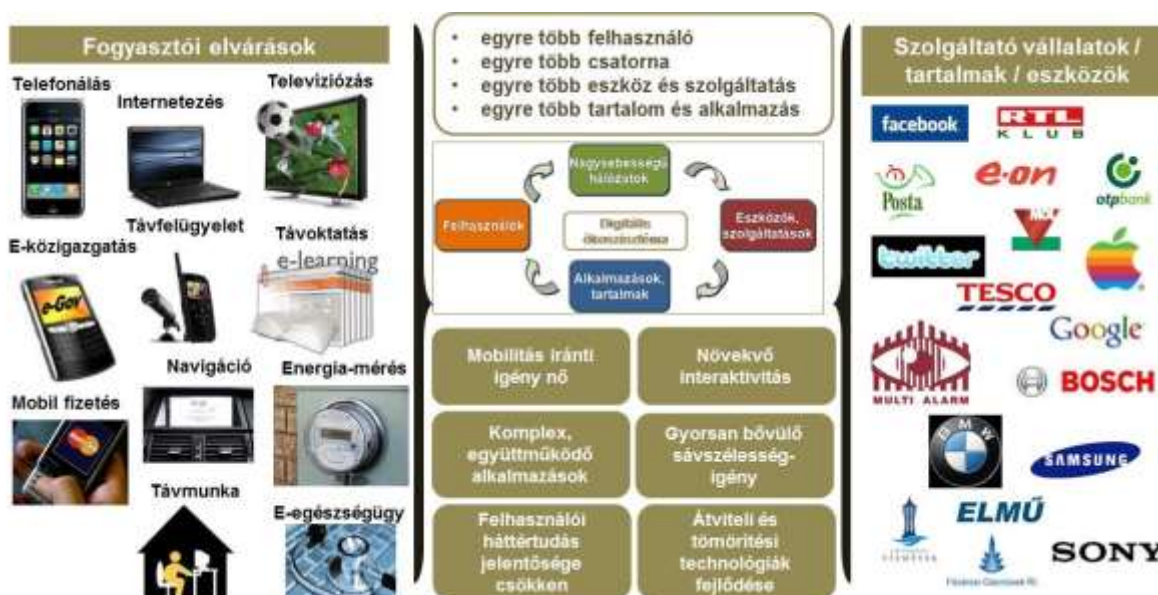 Fogyasztói elvárások
Telefonálás
Internetezés
Televíziózás
E-közigazgatás
Távfelügyelet
Távoktatás
e-learning
e-Gov
Navigáció
Energia-mérés
Mobil fizetés
Távmunka
E-egészségügy
• egyre több felhasználó
• egyre több csatorna
• egyre több eszköz és szolgáltatás
• egyre több tartalom és alkalmazás
Nagysebességű
hálózatok
Felhasználók
Digitális
ökoszisztéma
Eszközök,
szolgáltatások
Alkalmazások,
tartalmak
Mobilitás iránti
igény nő
Növekvő
interaktivitás
Komplex,
együttműködő
alkalmazások
Gyorsan bővülő
sávszélesség-
igény
Felhasználói
háttértudás
jelentősége
csökken
Átviteli és
tömörítési
technológiák
fejlődése
Szolgáltató vállalatok /
tartalmak / eszközök
facebook
RTL
KLUB
Posta
e·on
otpbank
MOL
twitter
TESCO
Google
MULTI ALARM
BOSCH
BMW
SAMSUNG
ELMŰ
SONY